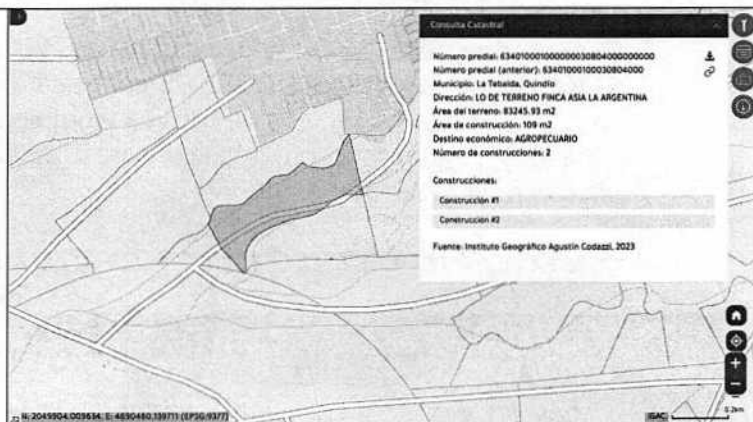 Consulta Catastral
Número predial: 634010001000000030804000000000
Número predial (anterior): 63401000100030804000
Municipio: La Tebaida, Quindío
Dirección: LO DE TERRENO FINCA ASIA LA ARGENTINA
Área del terreno: 83245.93 m2
Área de construcción: 109 m2
Destino económico: AGROPECUARIO
Número de construcciones: 2
Construcciones:
Construcción #1
Construcción #2
Fuente: Instituto Geográfico Agustín Codazzi, 2023
N: 2049904.009634, E: 4690480.139711 (EPSG:9377)
IGAC
0.2km